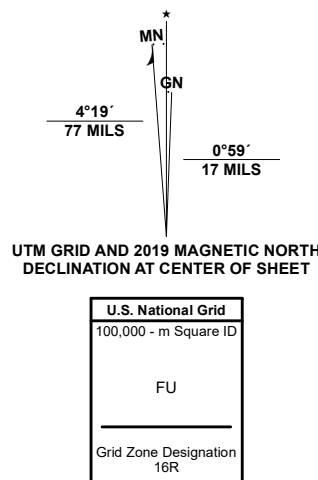 ★
MN
GN
4°19´
77 MILS
0°59´
17 MILS
UTM GRID AND 2019 MAGNETIC NORTH
DECLINATION AT CENTER OF SHEET
U.S. National Grid
100,000 - m Square ID
FU
Grid Zone Designation
16R